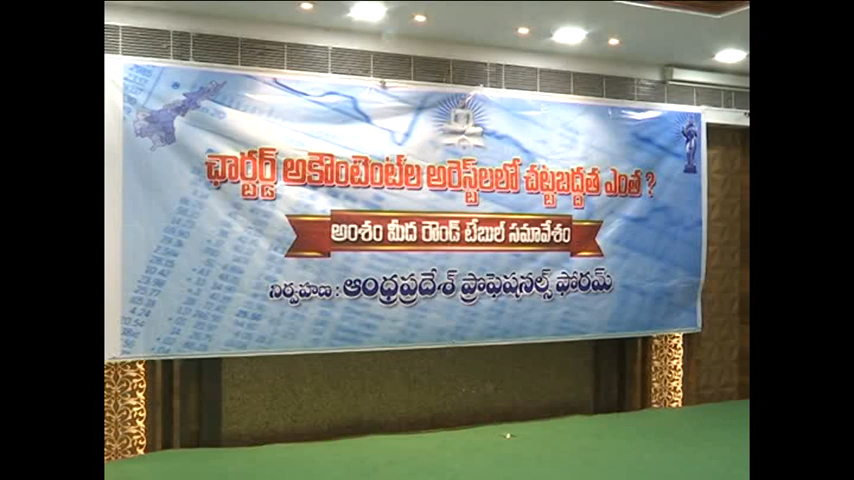 ఛార్టర్డ్ అకౌంటెంట్‌ల అరెస్ట్‌లలో చట్టబద్ధత ఎంత ?
అంశం మీద రౌండ్ టేబుల్ సమావేశం
నిర్వహణ : ఆంధ్రప్రదేశ్ ప్రొఫెషనల్స్ ఫోరమ్